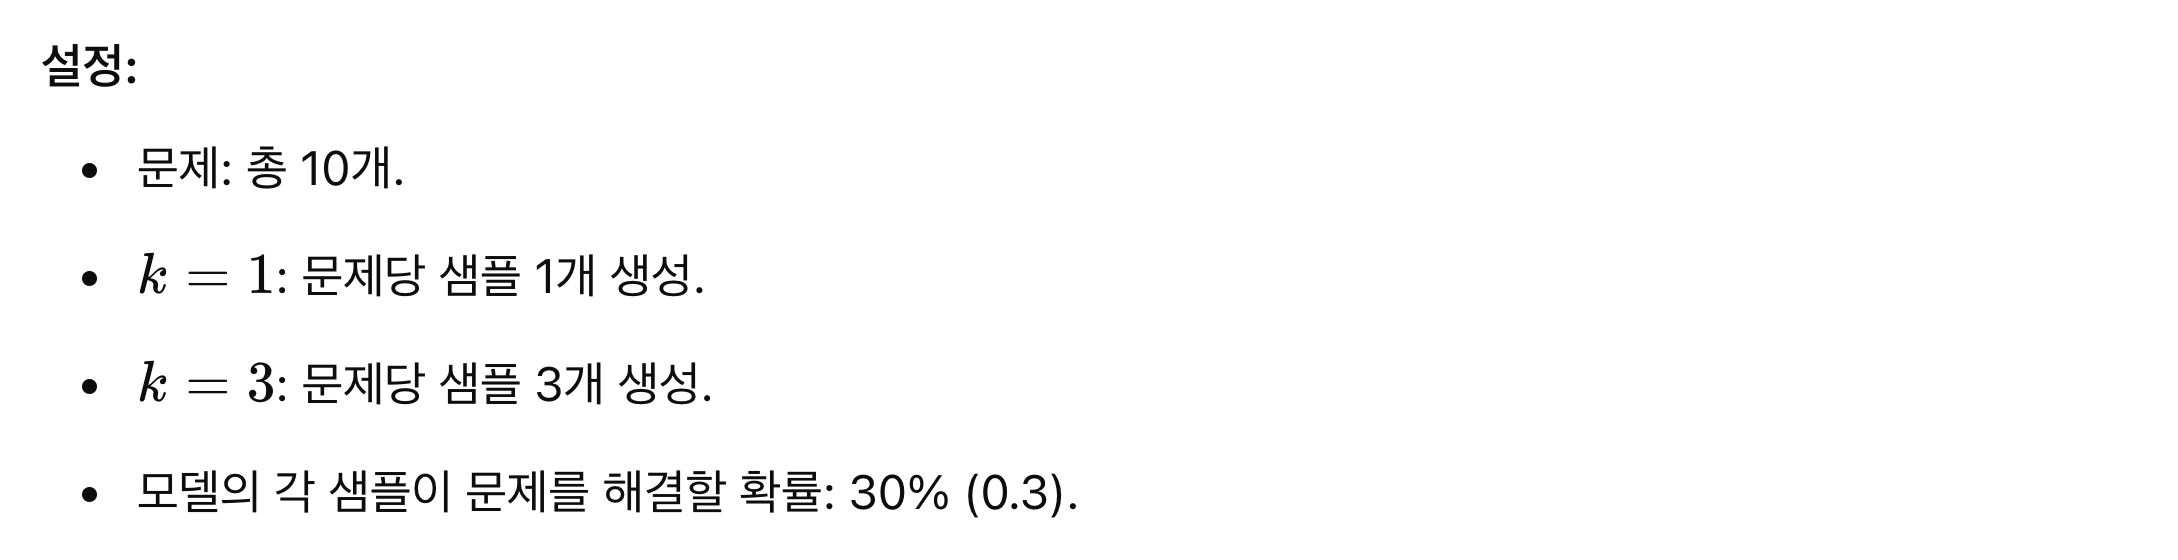 설정:
• 문제: 총 10개.
• k = 1: 문제당 샘플 1개 생성.
• k = 3: 문제당 샘플 3개 생성.
• 모델의 각 샘플이 문제를 해결할 확률: 30% (0.3).